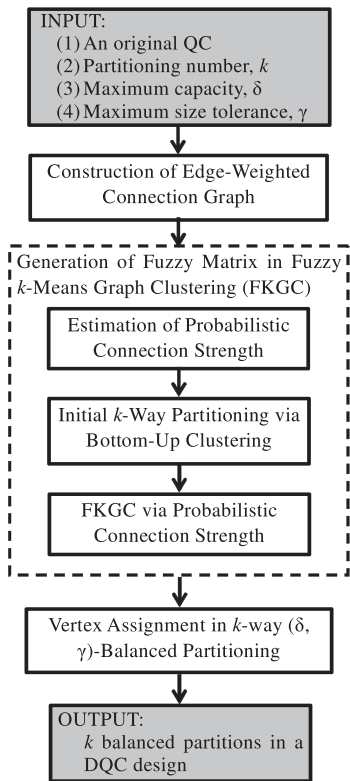 INPUT:
(1) An original QC
(2) Partitioning number, k
(3) Maximum capacity, δ
(4) Maximum size tolerance, γ
Construction of Edge-Weighted
Connection Graph
Generation of Fuzzy Matrix in Fuzzy
k-Means Graph Clustering (FKGC)
Estimation of Probabilistic
Connection Strength
Initial k-Way Partitioning via
Bottom-Up Clustering
FKGC via Probabilistic
Connection Strength
Vertex Assignment in k-way (δ,
γ)-Balanced Partitioning
OUTPUT:
k balanced partitions in a
DQC design